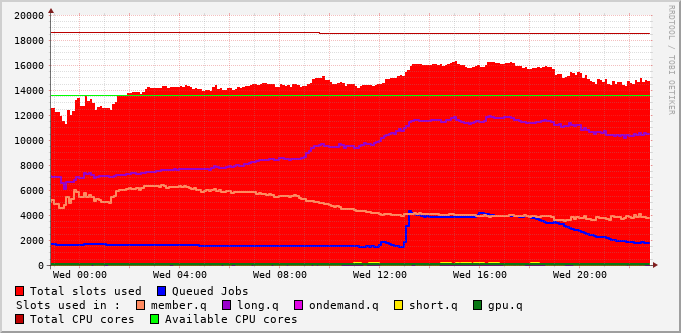 20000
18000
16000
14000
12000
10000
8000
6000
4000
2000
0
Wed 00:00 Wed 04:00 Wed 08:00 Wed 12:00 Wed 16:00 Wed 20:00
RRDTOOL / TOBI OETIKER
Total slots used Queued Jobs
Slots used in : member.q long.q ondemand.q short.q gpu.q
Total CPU cores Available CPU cores